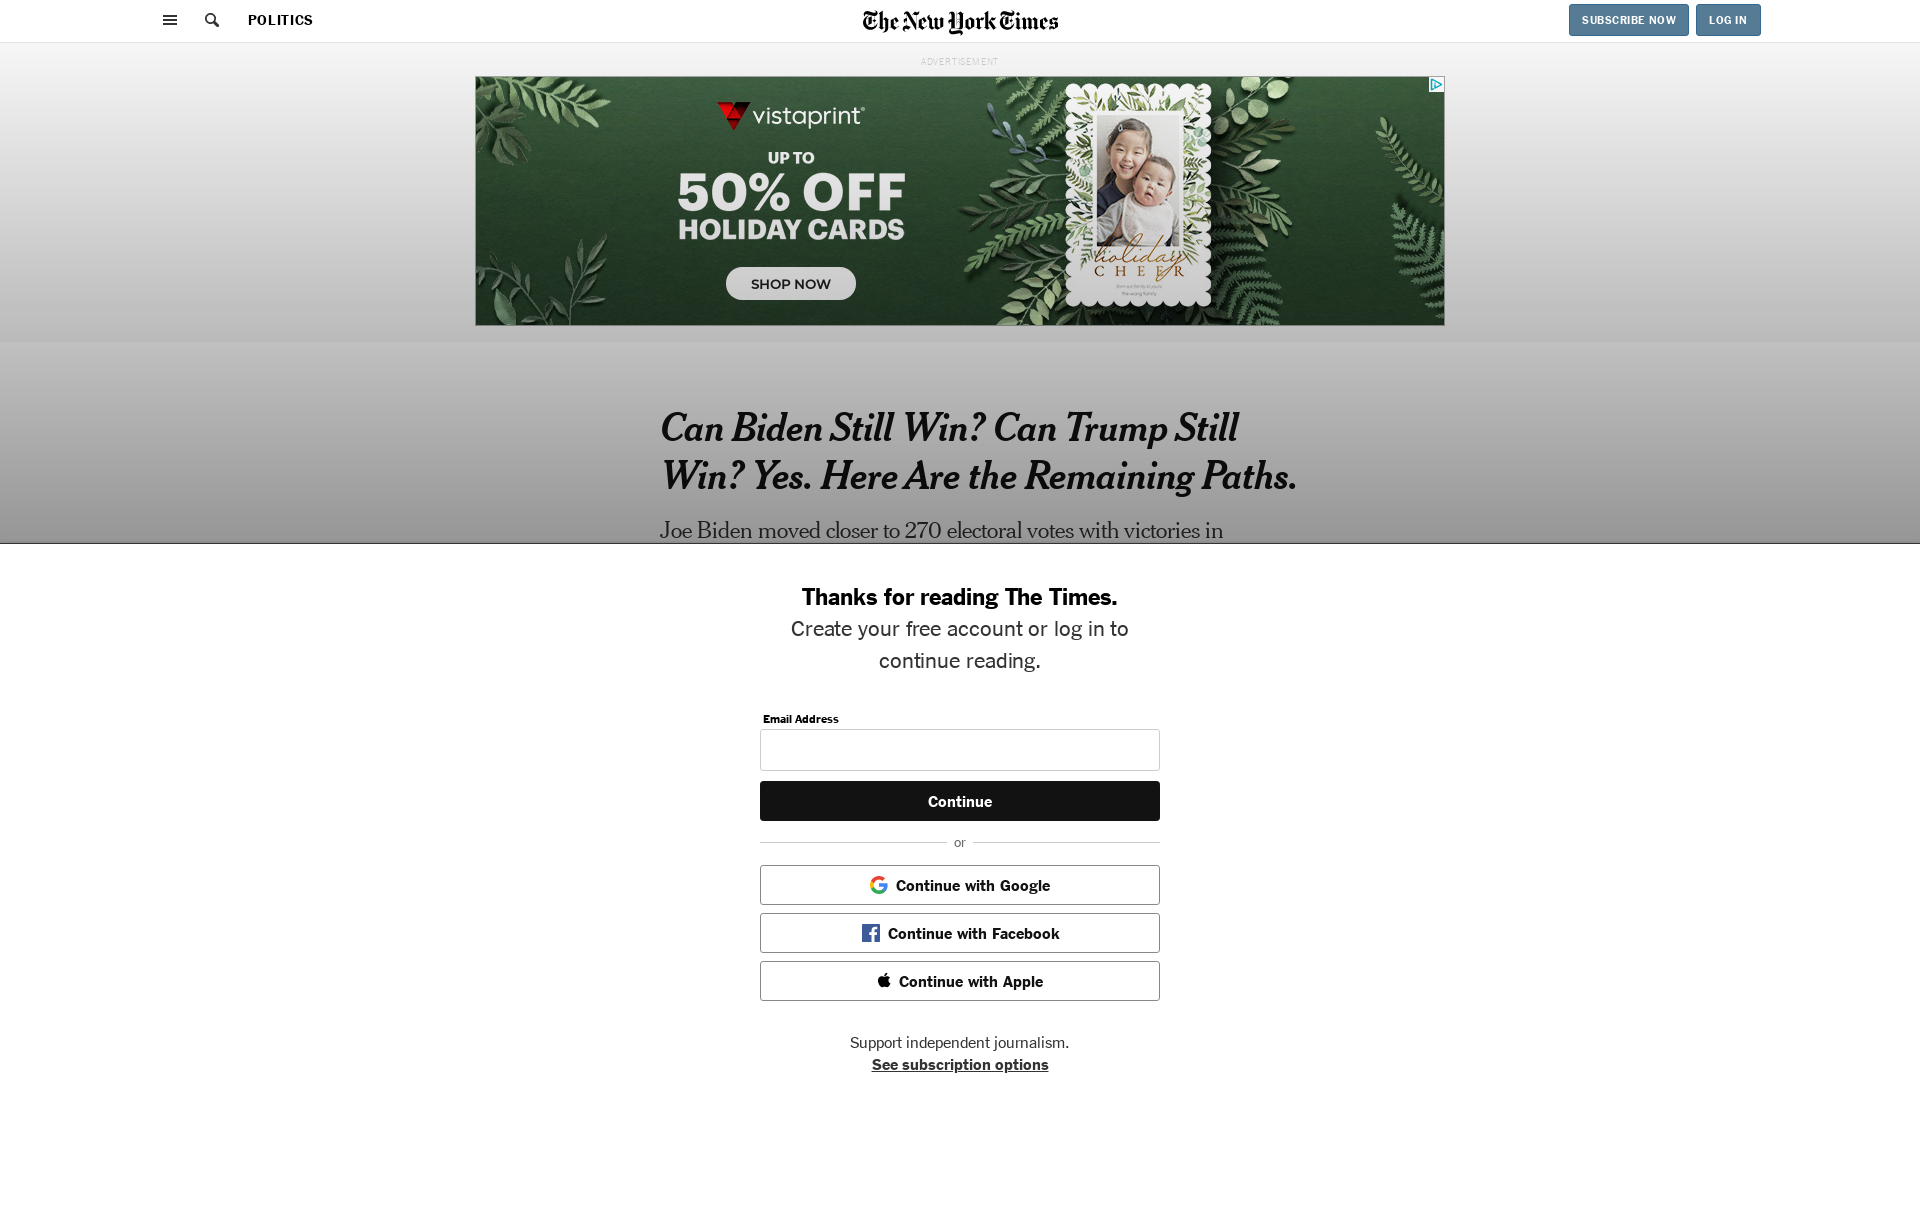 POLITICS
The New York Times
SUBSCRIBE NOW
LOG IN
ADVERTISEMENT
vistaprint®
UP TO
50% OFF
HOLIDAY CARDS
SHOP NOW
holiday
CHEER
Can Biden Still Win? Can Trump Still
Win? Yes. Here Are the Remaining Paths.
Joe Biden moved closer to 270 electoral votes with victories in
Thanks for reading The Times.
Create your free account or log in to
continue reading.
Email Address
Continue
or
Continue with Google
Continue with Facebook
Continue with Apple
Support independent journalism.
See subscription options